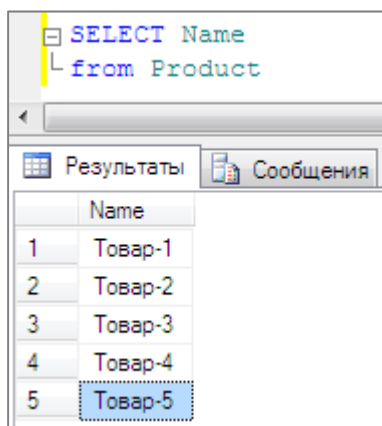 SELECT Name
from Product
Результаты Сообщения
Name
1 Товар-1
2 Товар-2
3 Товар-3
4 Товар-4
5 Товар-5